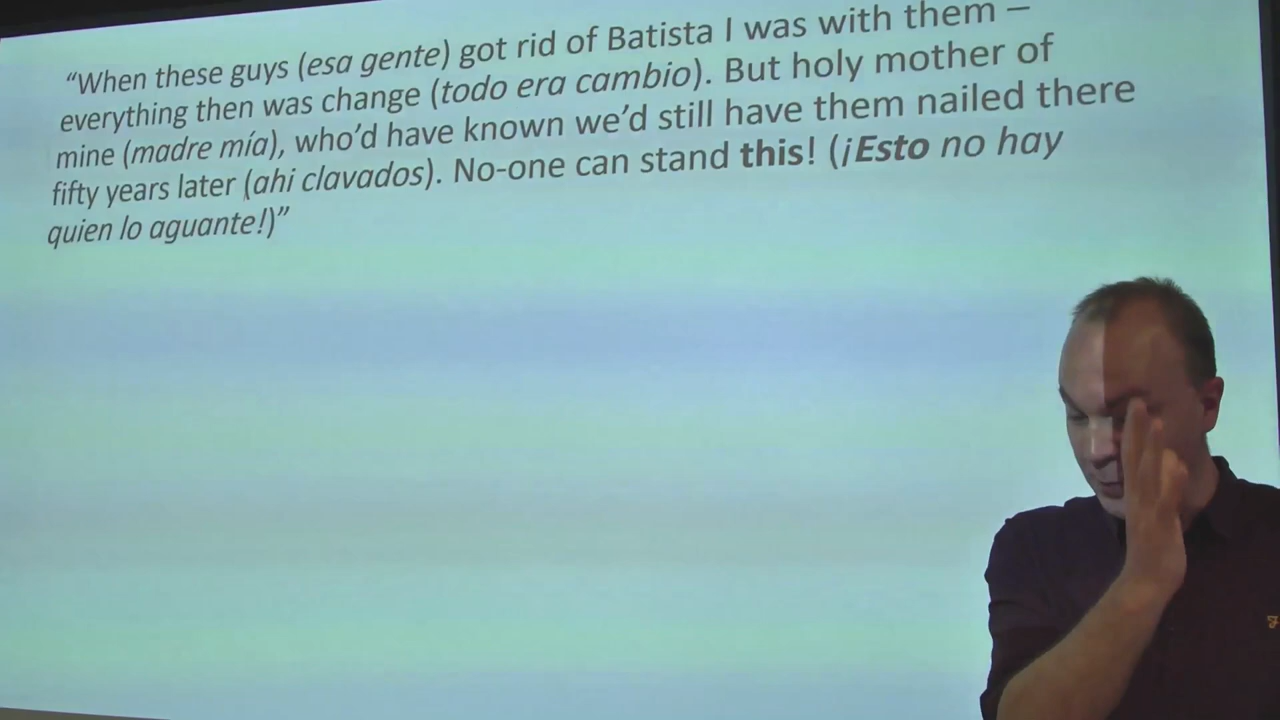 “When these guys (esa gente) got rid of Batista I was with them –
everything then was change (todo era cambio). But holy mother of
mine (madre mía), who’d have known we’d still have them nailed there
fifty years later (ahi clavados). No-one can stand this! (¡Esto no hay
quien lo aguante!)”